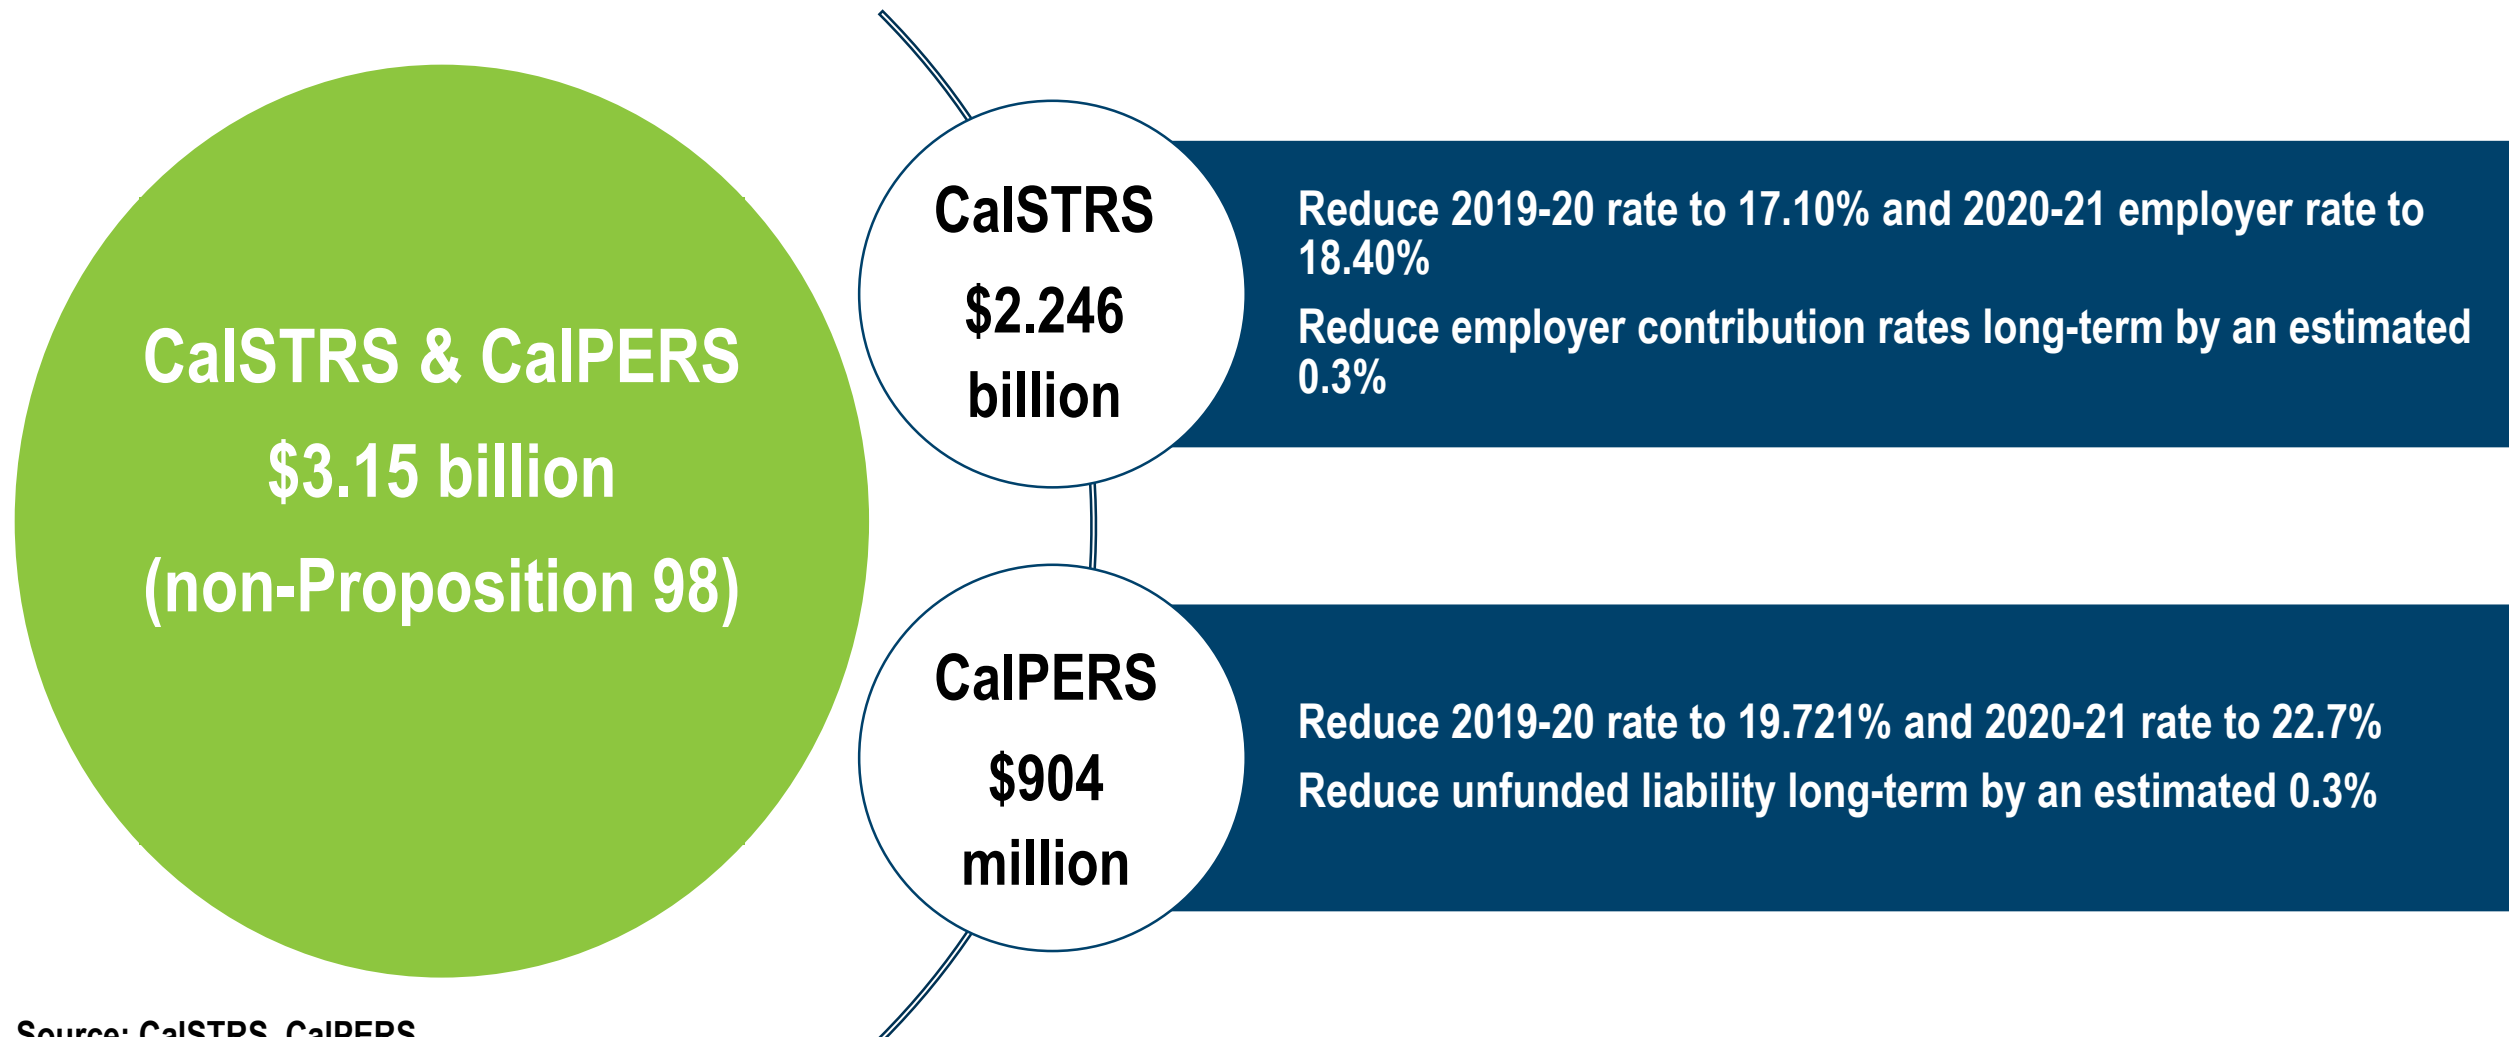 CalSTRS & CalPERS
$3.15 billion
(non-Proposition 98)
CalSTRS
$2.246
billion
Reduce 2019-20 rate to 17.10% and 2020-21 employer rate to
18.40%
Reduce employer contribution rates long-term by an estimated
0.3%
CalPERS
$904
million
Reduce 2019-20 rate to 19.721% and 2020-21 rate to 22.7%
Reduce unfunded liability long-term by an estimated 0.3%
Source: CalSTRS, CalPERS